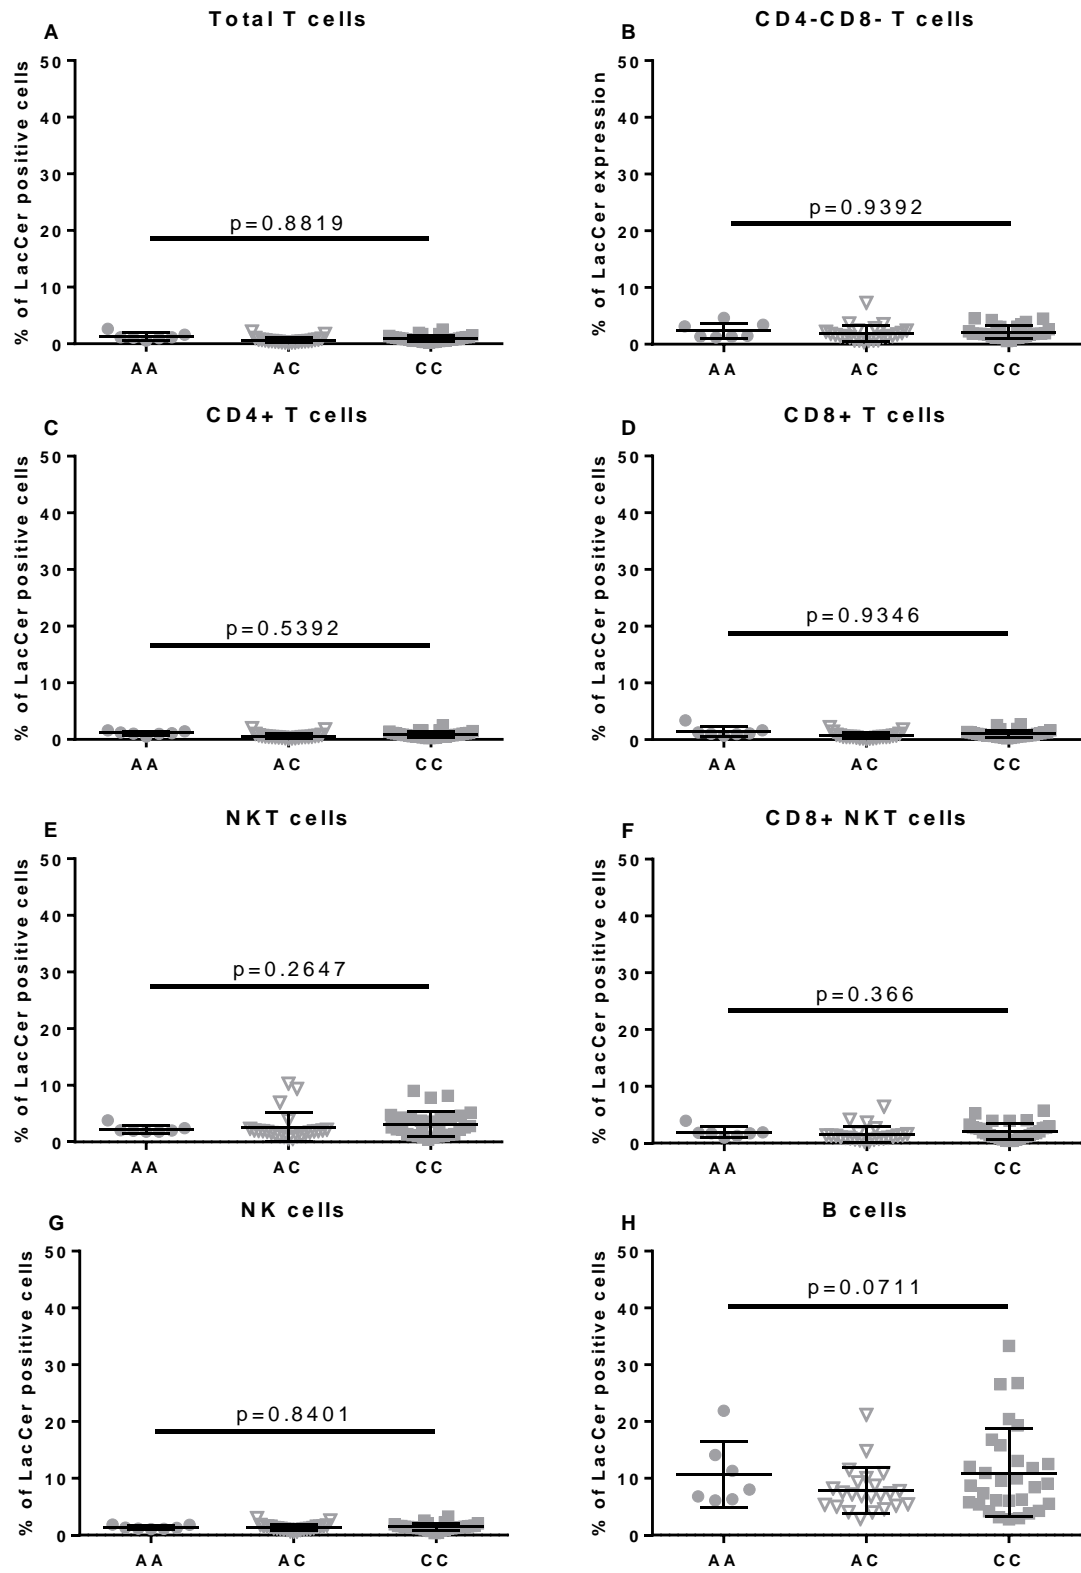 A
Total T cells
% of LacCer positive cells
50
40
30
20
10
0
p=0.8819
AA AC CC
B
CD4-CD8- T cells
% of LacCer expression
50
40
30
20
10
0
p=0.9392
AA AC CC
C
CD4+ T cells
% of LacCer positive cells
50
40
30
20
10
0
p=0.5392
AA AC CC
D
CD8+ T cells
% of LacCer positive cells
50
40
30
20
10
0
p=0.9346
AA AC CC
E
NKT cells
% of LacCer positive cells
50
40
30
20
10
0
p=0.2647
AA AC CC
F
CD8+ NKT cells
% of LacCer positive cells
50
40
30
20
10
0
p=0.366
AA AC CC
G
NK cells
% of LacCer positive cells
50
40
30
20
10
0
p=0.8401
AA AC CC
H
B cells
% of LacCer positive cells
50
40
30
20
10
0
p=0.0711
AA AC CC